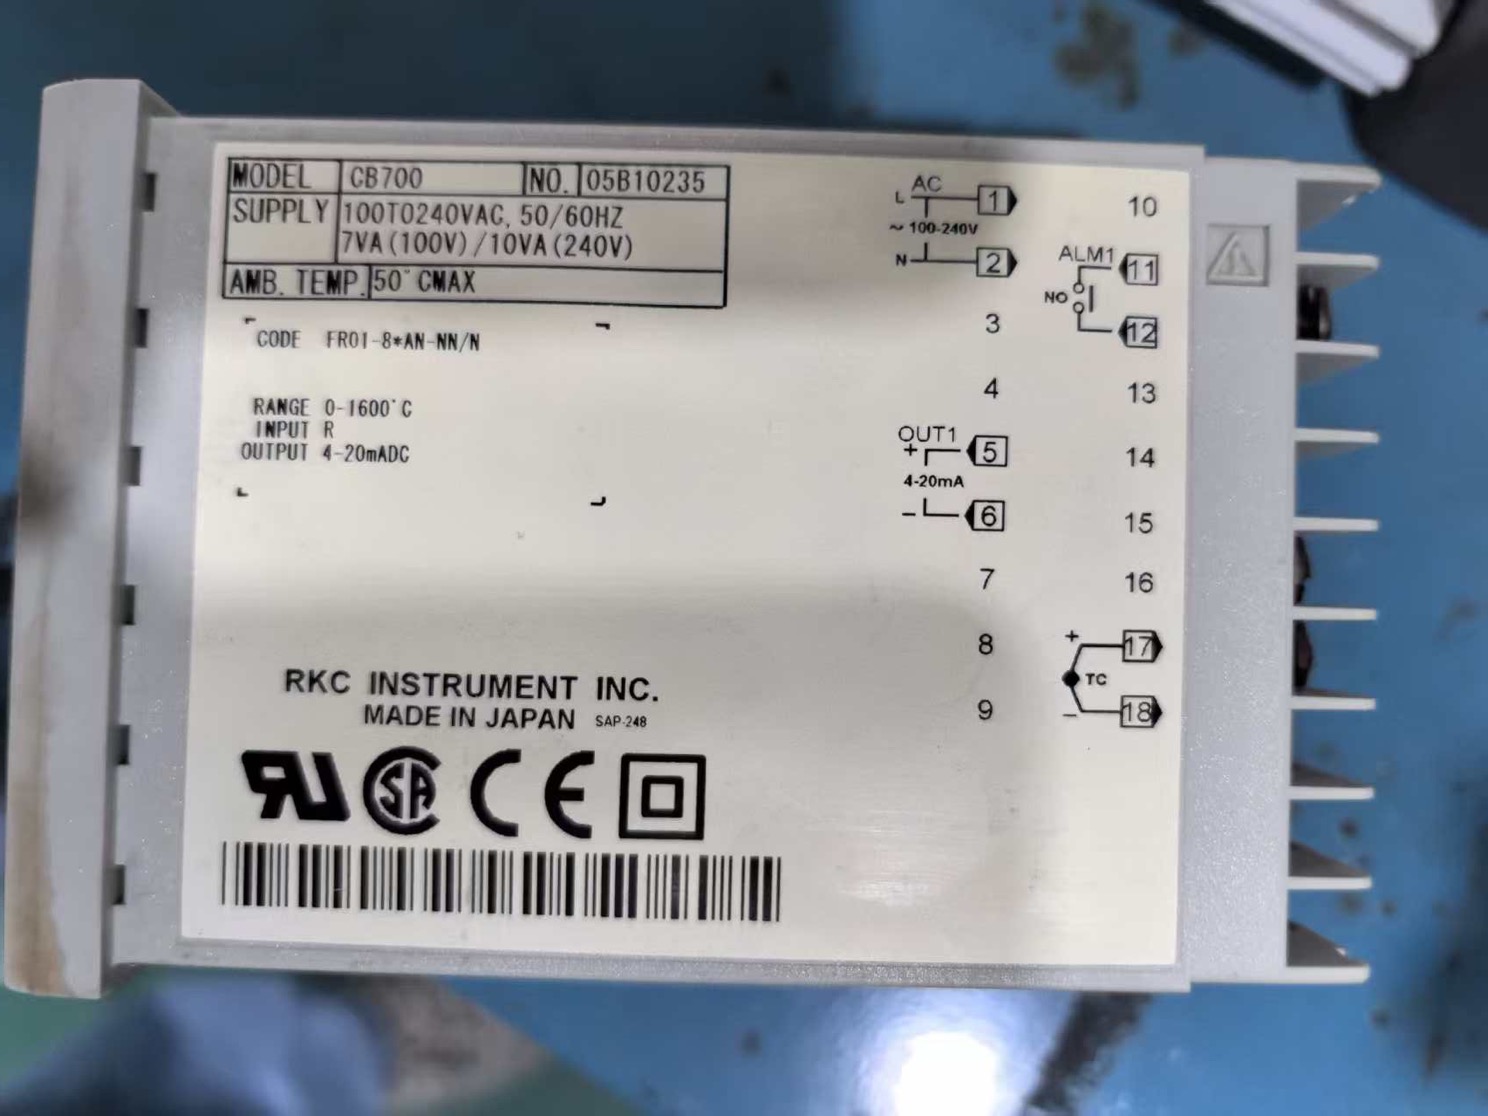 MODEL CB700 NO. 05B10235
SUPPLY 100TO240VAC, 50/60HZ
7VA(100V)/10VA(240V)
AMB. TEMP. 50°CMAX
CODE FR01-8*AN-NN/N
RANGE 0-1600°C
INPUT R
OUTPUT 4-20mADC
RKC INSTRUMENT INC.
MADE IN JAPAN SAP-248
UR SA CE
AC
L 1
~ 100-240V
N 2
3
4
OUT1
+ 5
4-20mA
− 6
7
8
9
10
ALM1 11
NO
12
13
14
15
16
+ 17
TC
− 18